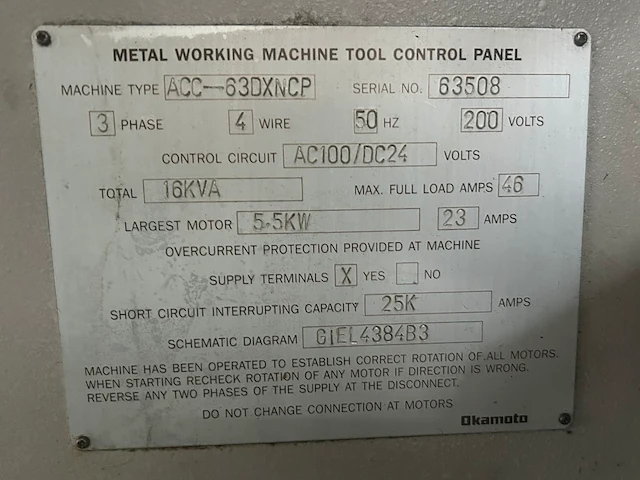 METAL WORKING MACHINE TOOL CONTROL PANEL
MACHINE TYPE ACC-63DXNCP SERIAL NO. 63508
3 PHASE 4 WIRE 50 HZ 200 VOLTS
CONTROL CIRCUIT AC100/DC24 VOLTS
TOTAL 16KVA MAX. FULL LOAD AMPS 46
LARGEST MOTOR 5.5KW 23 AMPS
OVERCURRENT PROTECTION PROVIDED AT MACHINE
SUPPLY TERMINALS X YES NO
SHORT CIRCUIT INTERRUPTING CAPACITY 25K AMPS
SCHEMATIC DIAGRAM G1EL4384B3
MACHINE HAS BEEN OPERATED TO ESTABLISH CORRECT ROTATION OF ALL MOTORS.
WHEN STARTING RECHECK ROTATION OF ANY MOTOR IF DIRECTION IS WRONG.
REVERSE ANY TWO PHASES OF THE SUPPLY AT THE DISCONNECT.
DO NOT CHANGE CONNECTION AT MOTORS
Okamoto